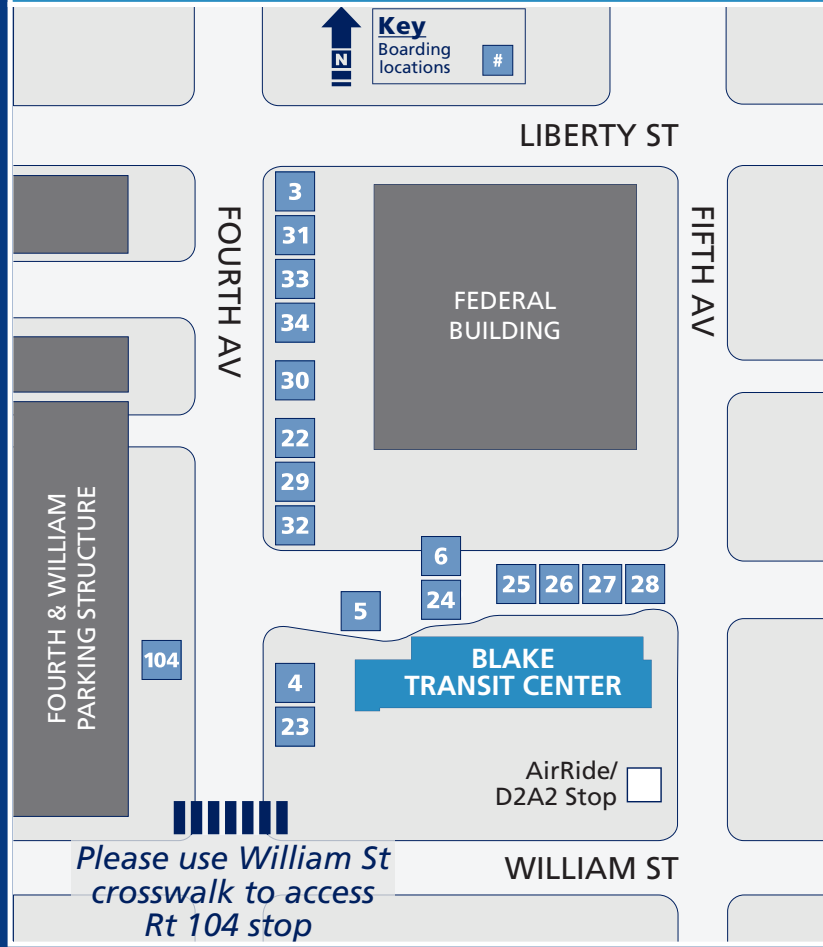 Key
Boarding
locations
#
N
LIBERTY ST
FOURTH AV
FIFTH AV
3
31
33
34
30
22
29
32
FEDERAL
BUILDING
6
24
5
25 26 27 28
FOURTH & WILLIAM
PARKING STRUCTURE
104
4
23
BLAKE
TRANSIT CENTER
AirRide/
D2A2 Stop
Please use William St
crosswalk to access
Rt 104 stop
WILLIAM ST